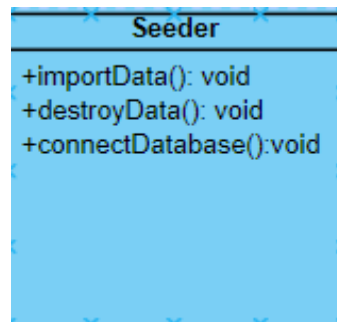 Seeder
+importData(): void
+destroyData(): void
+connectDatabase():void